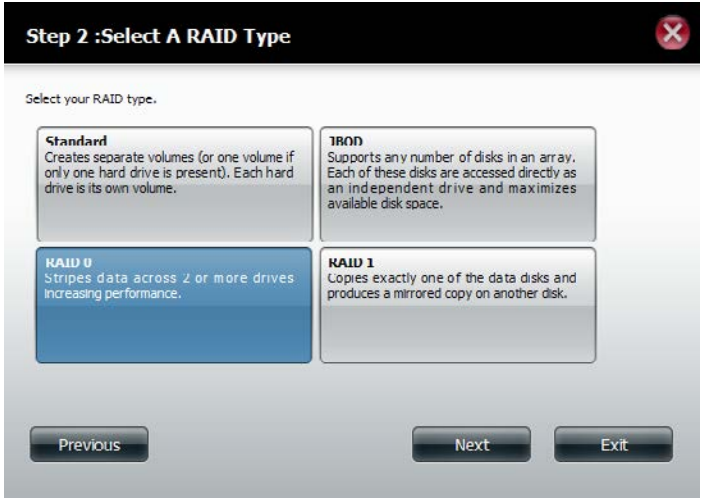 Step 2 :Select A RAID Type
Select your RAID type.
Standard
Creates separate volumes (or one volume if
only one hard drive is present). Each hard
drive is its own volume.
JBOD
Supports any number of disks in an array.
Each of these disks are accessed directly as
an independent drive and maximizes
available disk space.
RAID 0
Stripes data across 2 or more drives
increasing performance.
RAID 1
Copies exactly one of the data disks and
produces a mirrored copy on another disk.
Previous
Next
Exit